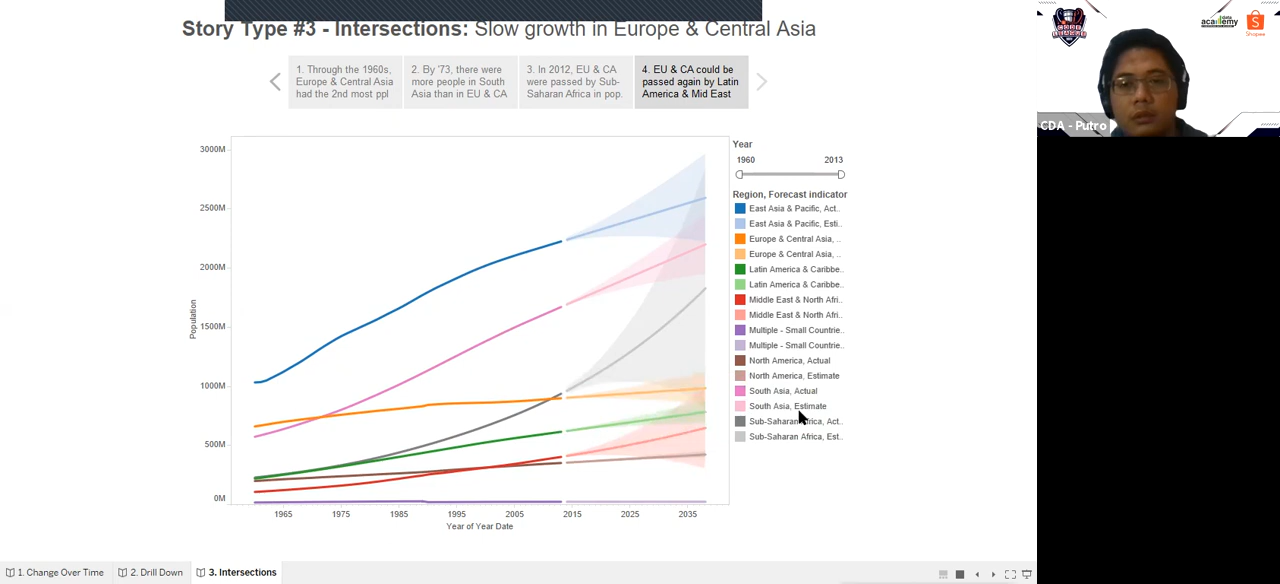 Story Type #3 - Intersections: Slow growth in Europe & Central Asia
1. Through the 1960s,
Europe & Central Asia
had the 2nd most ppl
2. By '73, there were
more people in South
Asia than in EU & CA
3. In 2012, EU & CA
were passed by Sub-
Saharan Africa in pop.
4. EU & CA could be
passed again by Latin
America & Mid East
3000M
2500M
2000M
1500M
1000M
500M
0M
Population
1965
1975
1985
1995
2005
2015
2025
2035
Year of Year Date
Year
1960 2013
Region, Forecast indicator
East Asia & Pacific, Act..
East Asia & Pacific, Esti..
Europe & Central Asia, ..
Europe & Central Asia, ..
Latin America & Caribbe..
Latin America & Caribbe..
Middle East & North Afri..
Middle East & North Afri..
Multiple - Small Countrie..
Multiple - Small Countrie..
North America, Actual
North America, Estimate
South Asia, Actual
South Asia, Estimate
Sub-Saharan Africa, Act..
Sub-Saharan Africa, Est..
1. Change Over Time
2. Drill Down
3. Intersections
CODE
LEAGUE
data
academy
Shopee
CDA - Putro